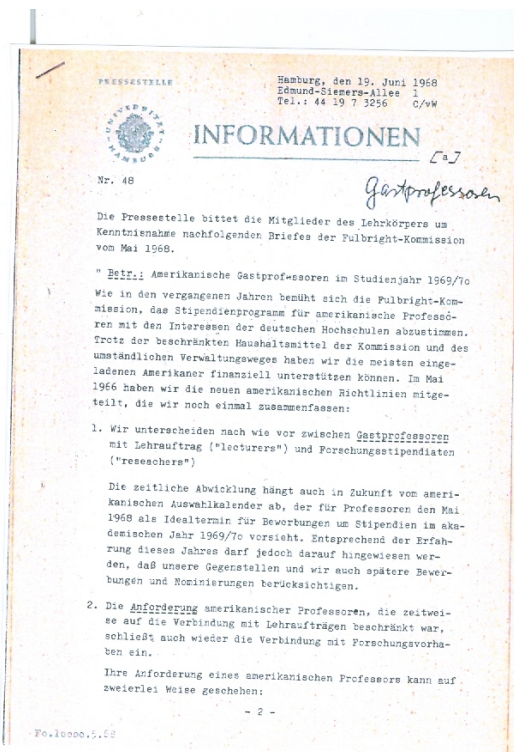 PRESSESTELLE
Hamburg, den 19. Juni 1968
Edmund-Siemers-Allee 1
Tel.: 44 19 7 3256 C/vW
UNIVERSITÄT HAMBURG
INFORMATIONEN
[a]
Nr. 48
Gastprofessoren
Die Pressestelle bittet die Mitglieder des Lehrkörpers um
Kenntnisnahme nachfolgenden Briefes der Fulbright-Kommission
vom Mai 1968.
" Betr.: Amerikanische Gastprofessoren im Studienjahr 1969/7o
Wie in den vergangenen Jahren bemüht sich die Fulbright-Kom-
mission, das Stipendienprogramm für amerikanische Professo-
ren mit den Interessen der deutschen Hochschulen abzustimmen.
Trotz der beschränkten Haushaltsmittel der Kommission und des
umständlichen Verwaltungsweges haben wir die meisten einge-
ladenen Amerikaner finanziell unterstützen können. Im Mai
1966 haben wir die neuen amerikanischen Richtlinien mitge-
teilt, die wir noch einmal zusammenfassen:
1. Wir unterscheiden nach wie vor zwischen Gastprofessoren
mit Lehrauftrag ("lecturers") und Forschungsstipendiaten
("reseachers")
Die zeitliche Abwicklung hängt auch in Zukunft vom ameri-
kanischen Auswahlkalender ab, der für Professoren den Mai
1968 als Idealtermin für Bewerbungen um Stipendien im aka-
demischen Jahr 1969/7o vorsieht. Entsprechend der Erfah-
rung dieses Jahres darf jedoch darauf hingewiesen wer-
den, daß unsere Gegenstellen und wir auch spätere Bewer-
bungen und Nominierungen berücksichtigen.
2. Die Anforderung amerikanischer Professoren, die zeitwei-
se auf die Verbindung mit Lehraufträgen beschränkt war,
schließt auch wieder die Verbindung mit Forschungsvorha-
ben ein.
Ihre Anforderung eines amerikanischen Professors kann auf
zweierlei Weise geschehen:
- 2 -
Fo.10000.5.68